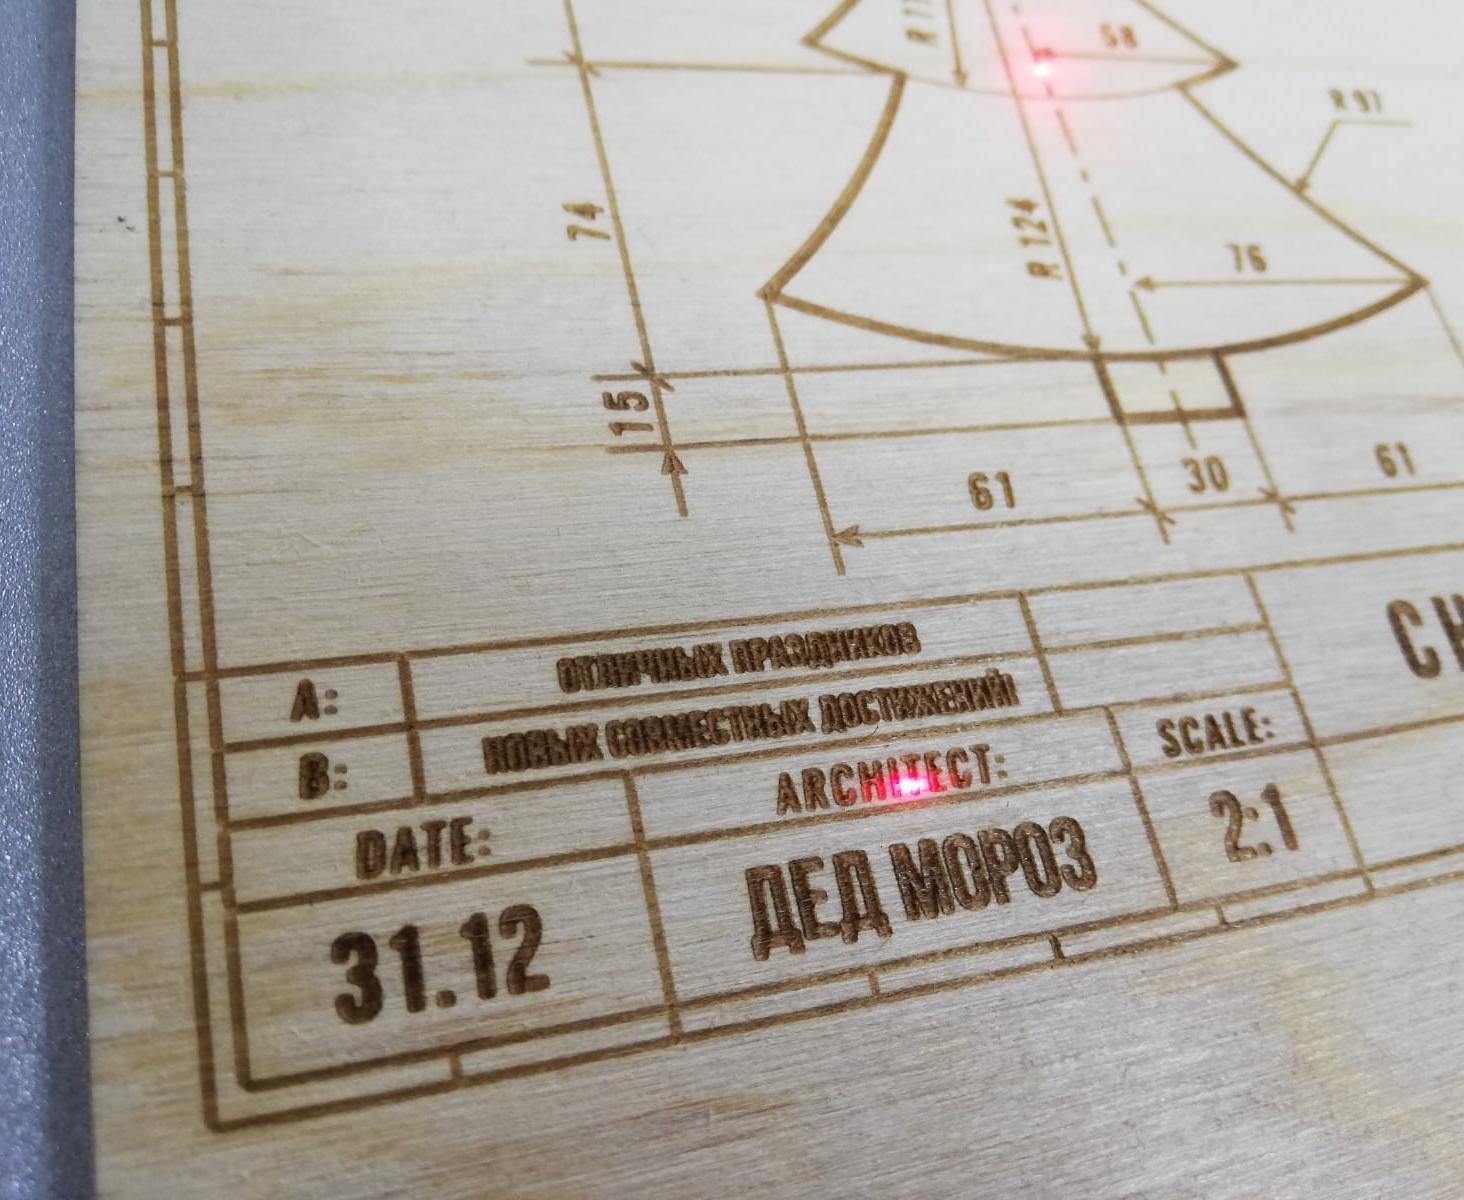 58
R 97
74
R 124
76
15
61
30
61
А:
ОТЛИЧНЫХ ПРАЗДНИКОВ
В:
НОВЫХ СОВМЕСТНЫХ ДОСТИЖЕНИЙ!
DATE:
ARCHITECT:
SCALE:
31.12
ДЕД МОРОЗ
2:1